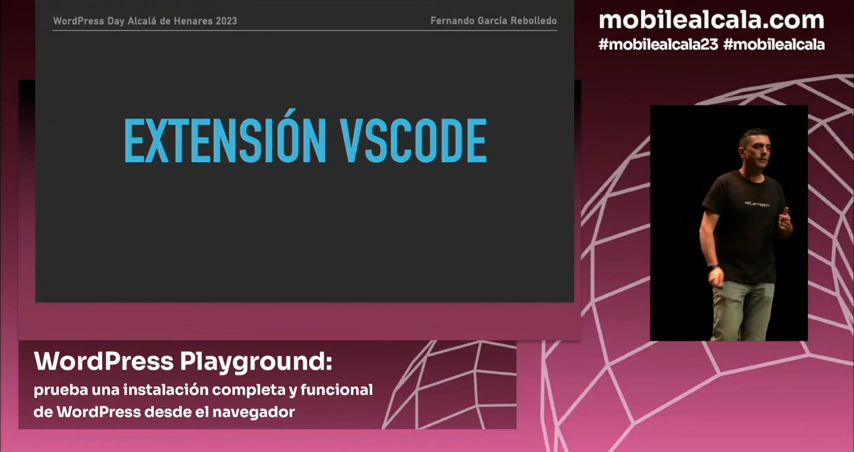 WordPress Day Alcalá de Henares 2023
Fernando García Rebolledo
EXTENSIÓN VSCODE
mobilealcala.com
#mobilealcala23 #mobilealcala
WordPress Playground:
prueba una instalación completa y funcional
de WordPress desde el navegador